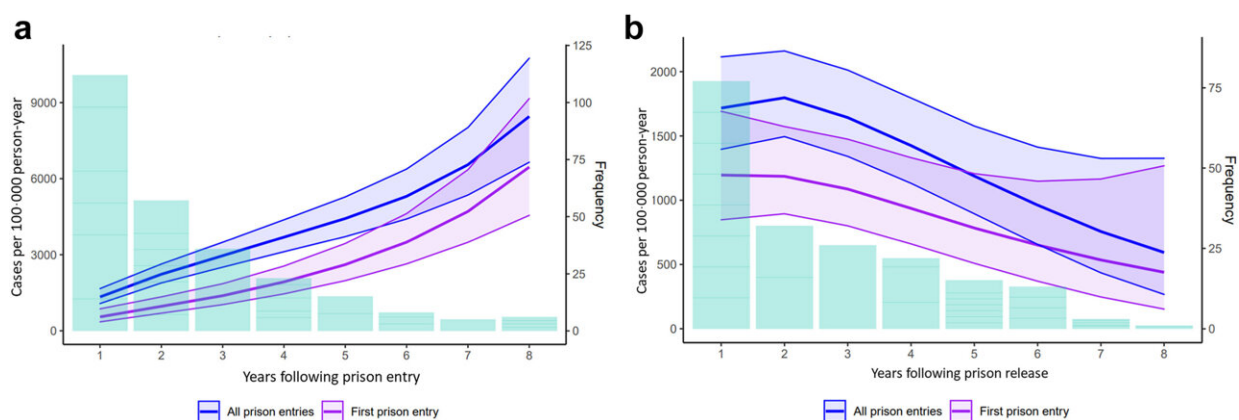 a
Cases per 100·000 person-year
9000
6000
3000
0
125
100
75
50
25
0
Frequency
1 2 3 4 5 6 7 8
Years following prison entry
All prison entries First prison entry
b
Cases per 100·000 person-year
2000
1500
1000
500
0
75
50
25
0
Frequency
1 2 3 4 5 6 7 8
Years following prison release
All prison entries First prison entry